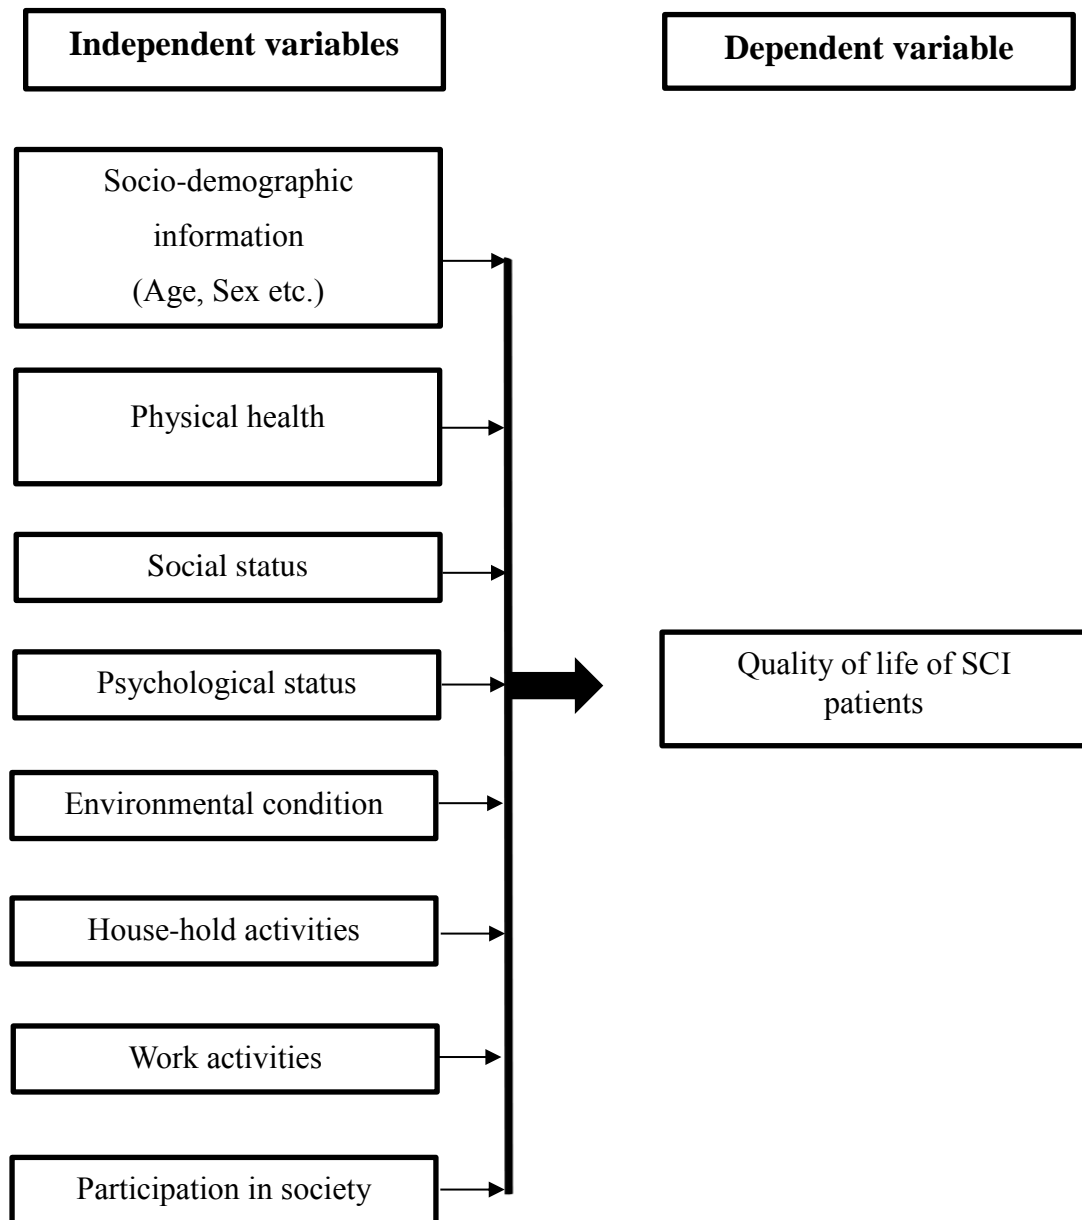 Independent variables
Dependent variable
Socio-demographic
information
(Age, Sex etc.)
Physical health
Social status
Psychological status
Environmental condition
House-hold activities
Work activities
Participation in society
Quality of life of SCI
patients